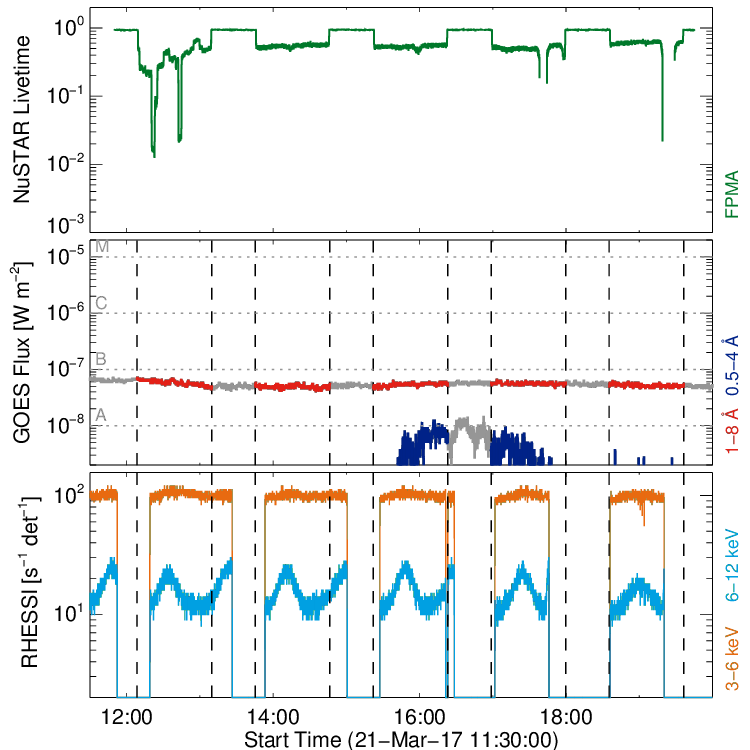 NuSTAR Livetime
10⁰
10⁻¹
10⁻²
10⁻³
FPMA
GOES Flux [W m⁻²]
10⁻⁵
10⁻⁶
10⁻⁷
10⁻⁸
M
C
B
A
1−8 Å
0.5−4 Å
RHESSI [s⁻¹ det⁻¹]
10²
10¹
3−6 keV
6−12 keV
12:00
14:00
16:00
18:00
Start Time (21−Mar−17 11:30:00)